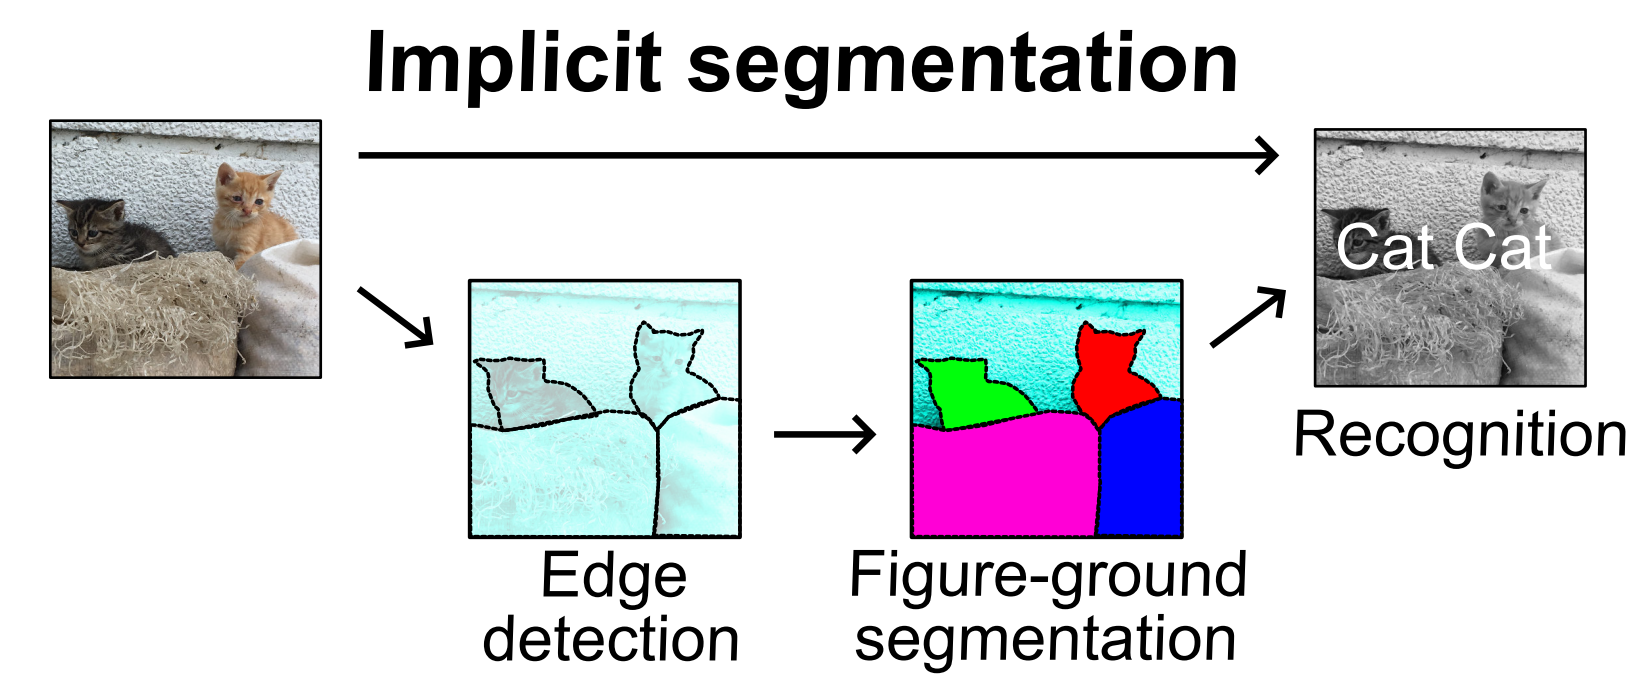 Implicit segmentation
Cat Cat
Recognition
Edge
detection
Figure-ground
segmentation